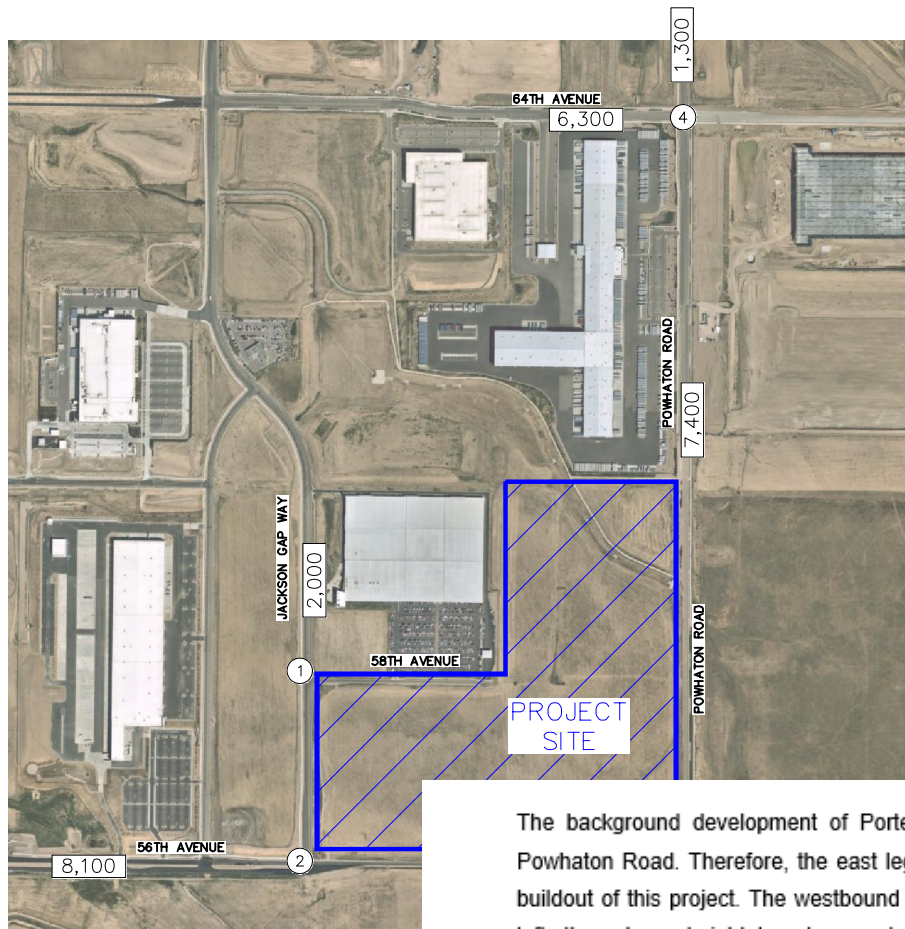 1,300
64TH AVENUE
6,300
4
POWHATON ROAD
7,400
JACKSON GAP WAY
2,000
58TH AVENUE
1
POWHATON ROAD
PROJECT
SITE
56TH AVENUE
8,100
2
The background development of
Powhaton Road. Therefore, the east
buildout of this project. The westbound